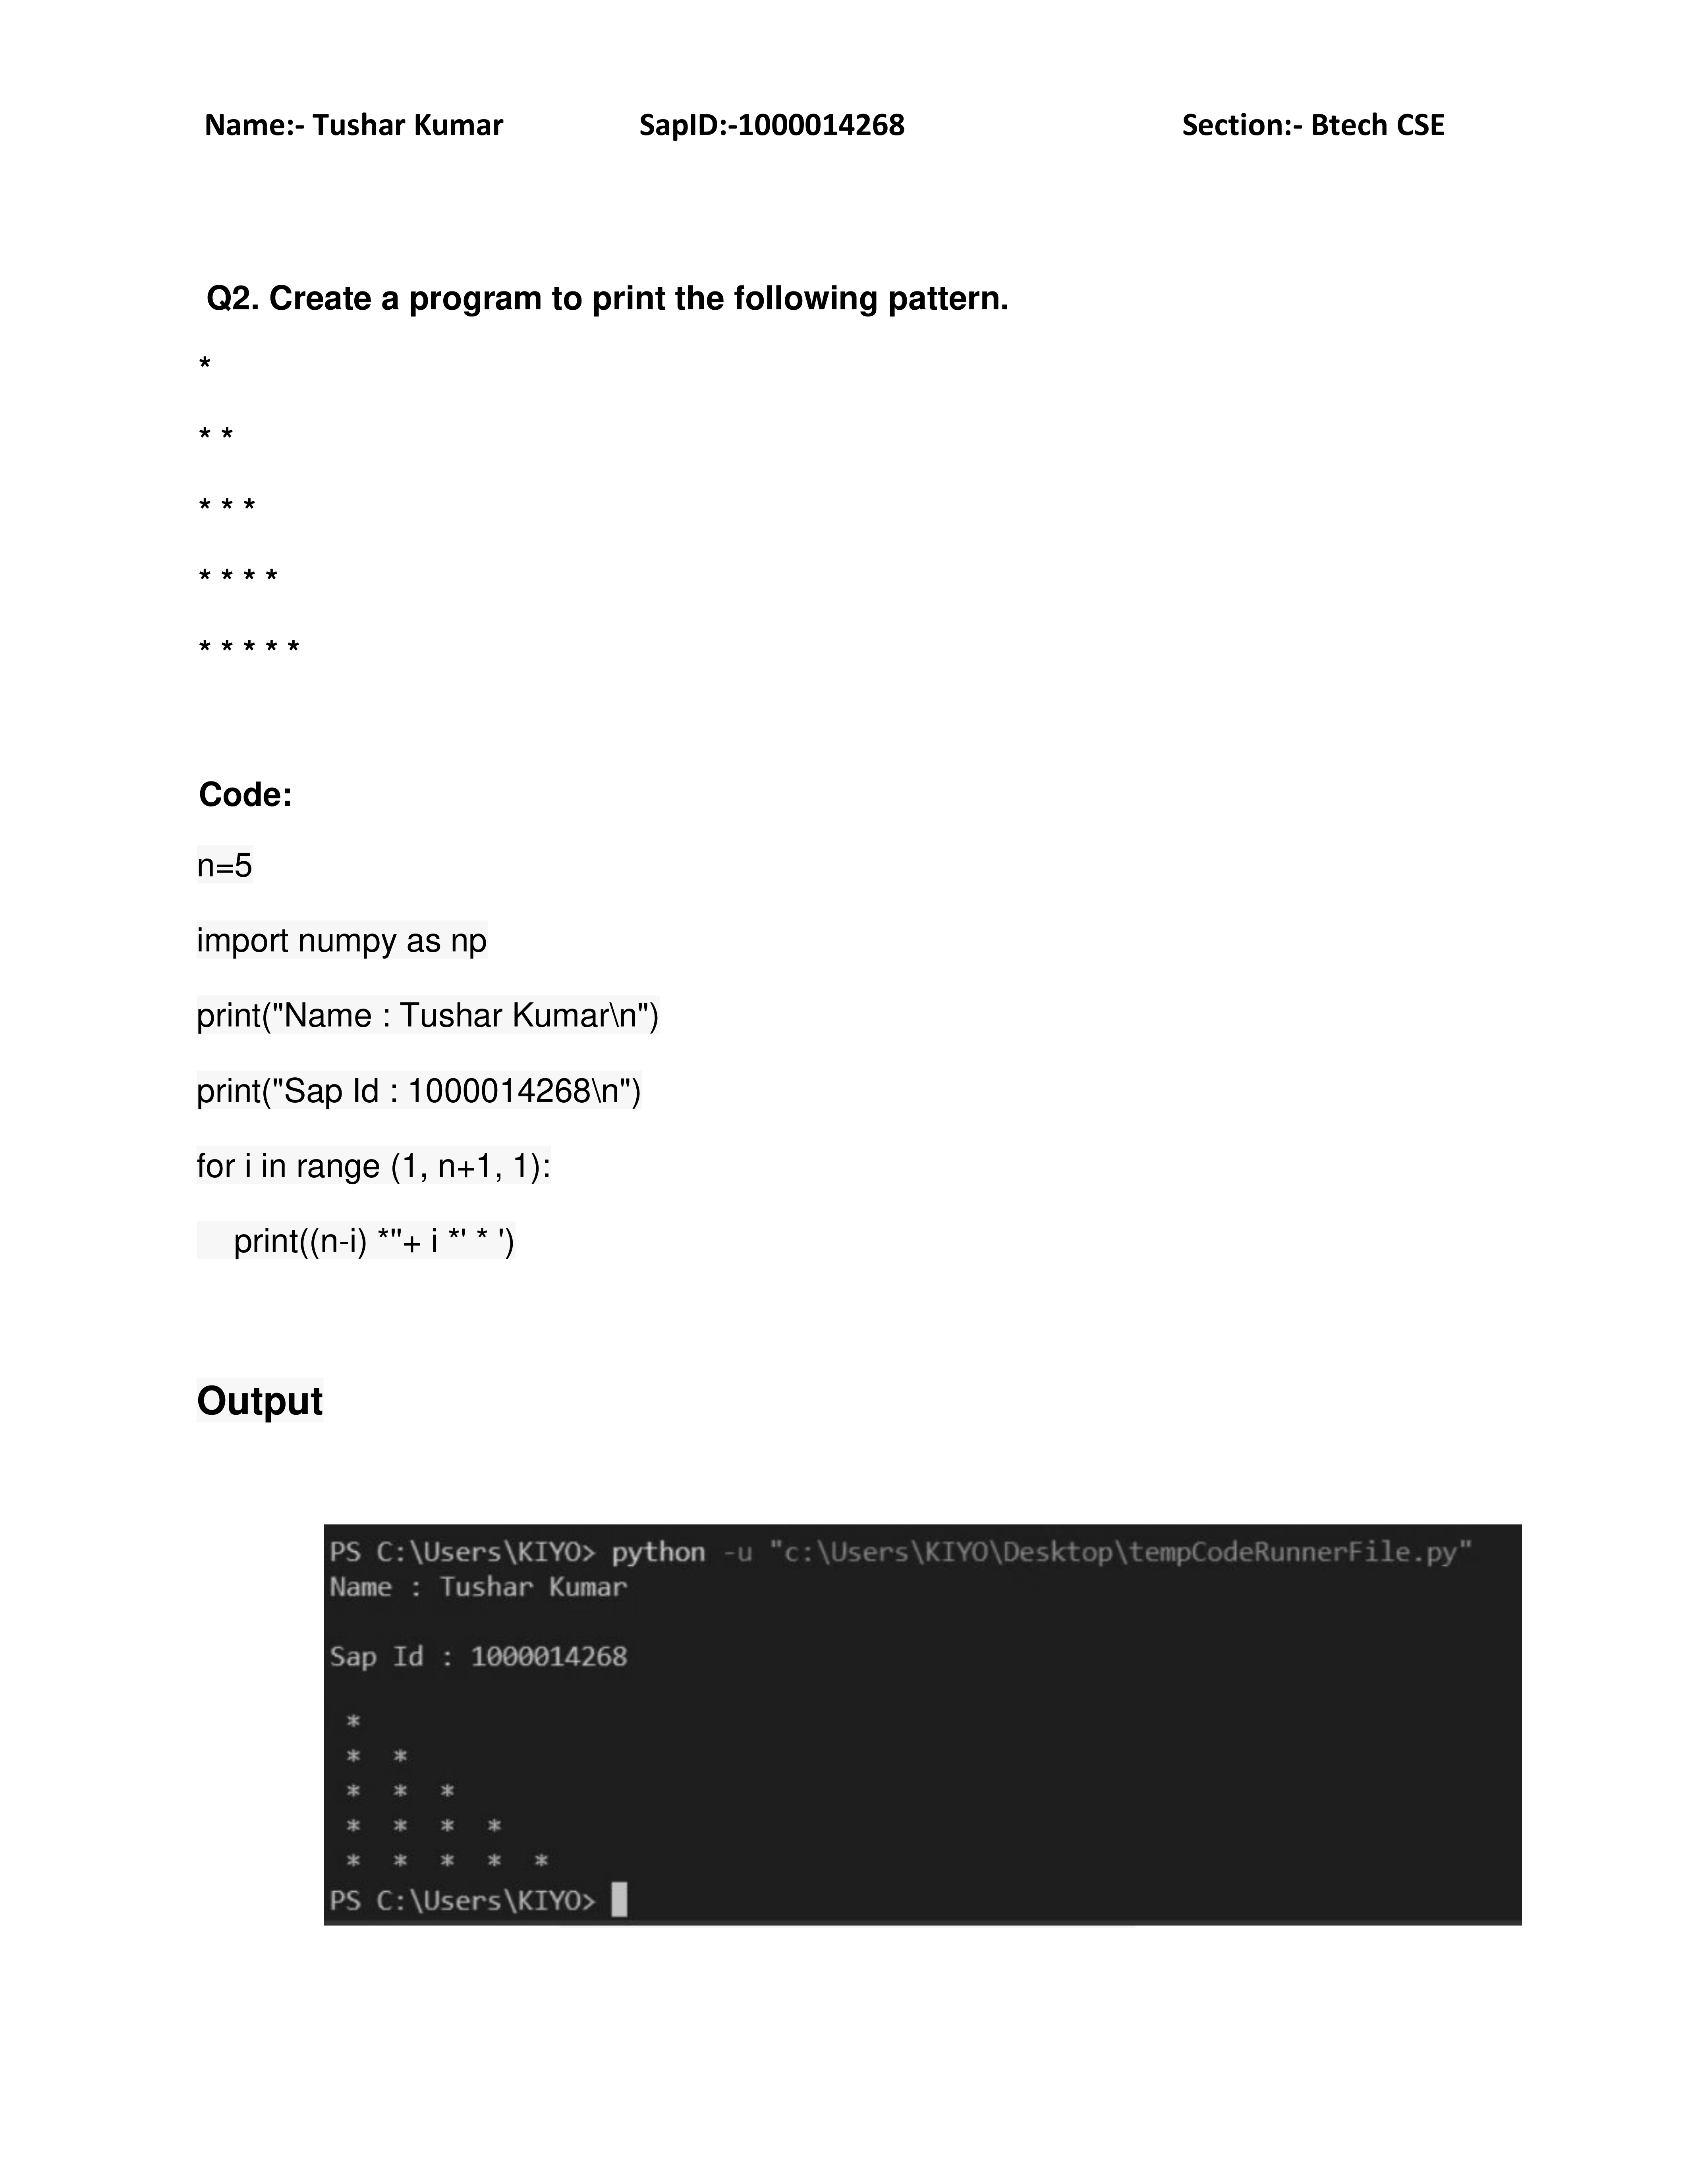 Name:- Tushar Kumar SapID:-1000014268 Section:- Btech CSE
Q2. Create a program to print the following pattern.
*
* *
* * *
* * * *
* * * * *
Code:
n=5
import numpy as np
print("Name : Tushar Kumar\n")
print("Sap Id : 1000014268\n")
for i in range (1, n+1, 1):
    print((n-i) *''+ i *' * ')
Output
PS C:\Users\KIYO> python -u "c:\Users\KIYO\Desktop\tempCodeRunnerFile.py"
Name : Tushar Kumar
Sap Id : 1000014268
 *
 *  *
 *  *  *
 *  *  *  *
 *  *  *  *  *
PS C:\Users\KIYO>